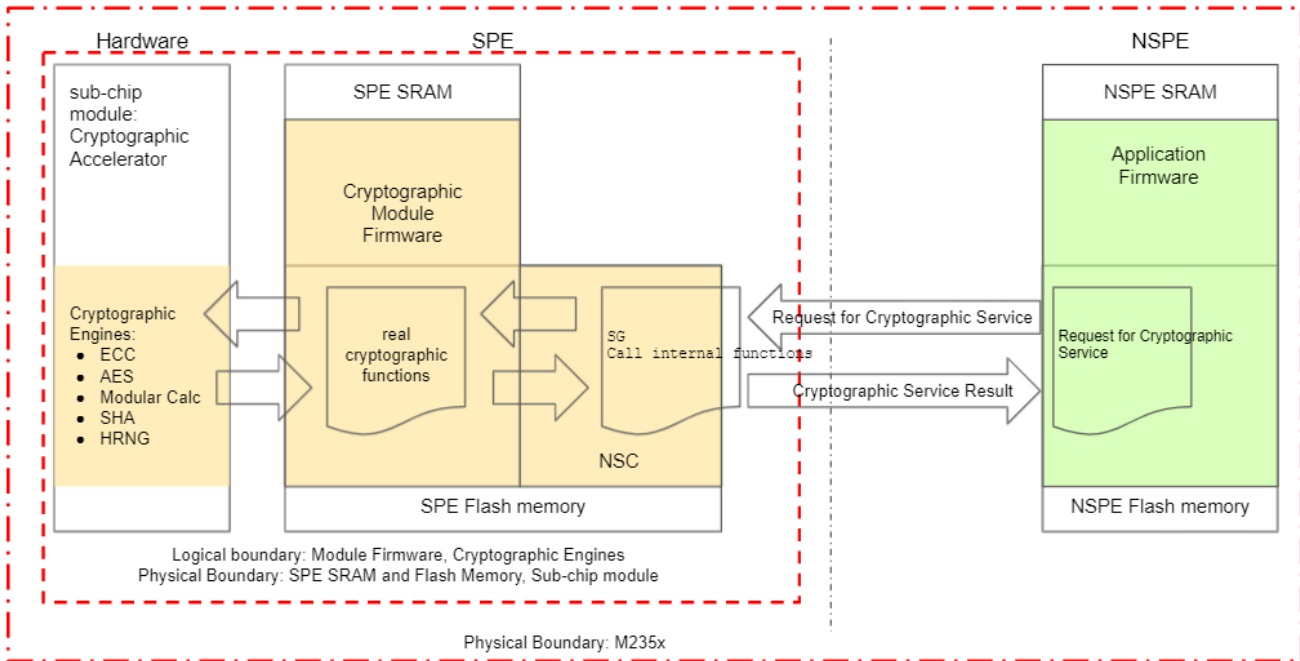 Hardware
SPE
NSPE
sub-chip
module:
Cryptographic
Accelerator
SPE SRAM
NSPE SRAM
Cryptographic
Module
Firmware
Application
Firmware
Cryptographic
Engines:
● ECC
● AES
● Modular Calc
● SHA
● HRNG
real
cryptographic
functions
SG
Call internal functions
NSC
Request for Cryptographic Service
Cryptographic Service Result
Request for Cryptographic
Service
SPE Flash memory
NSPE Flash memory
Logical boundary: Module Firmware, Cryptographic Engines
Physical Boundary: SPE SRAM and Flash Memory, Sub-chip module
Physical Boundary: M235x